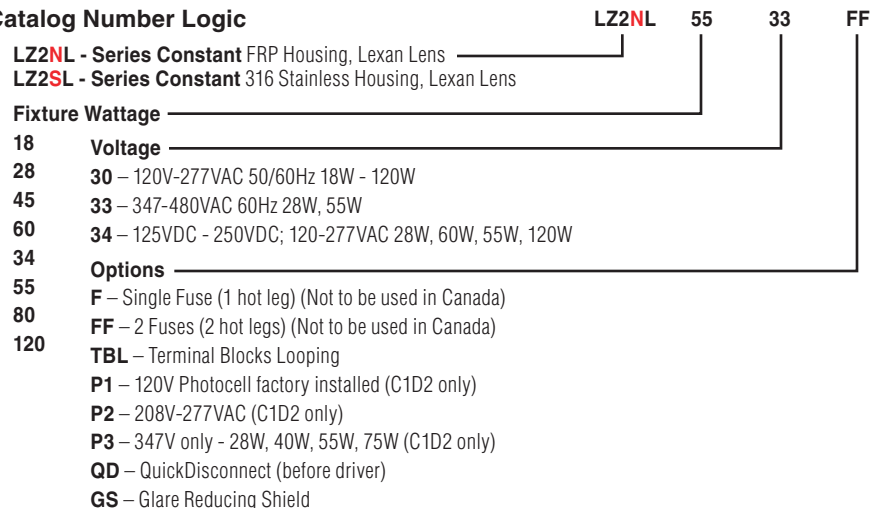 Catalog Number Logic LZ2NL 55 33 FF
LZ2NL - Series Constant FRP Housing, Lexan Lens
LZ2SL - Series Constant 316 Stainless Housing, Lexan Lens
Fixture Wattage
18
28
45
60
34
55
80
120
Voltage
30 – 120V-277VAC 50/60Hz 18W - 120W
33 – 347-480VAC 60Hz 28W, 55W
34 – 125VDC - 250VDC; 120-277VAC 28W, 60W, 55W, 120W
Options
F – Single Fuse (1 hot leg) (Not to be used in Canada)
FF – 2 Fuses (2 hot legs) (Not to be used in Canada)
TBL – Terminal Blocks Looping
P1 – 120V Photocell factory installed (C1D2 only)
P2 – 208V-277VAC (C1D2 only)
P3 – 347V only - 28W, 40W, 55W, 75W (C1D2 only)
QD – QuickDisconnect (before driver)
GS – Glare Reducing Shield